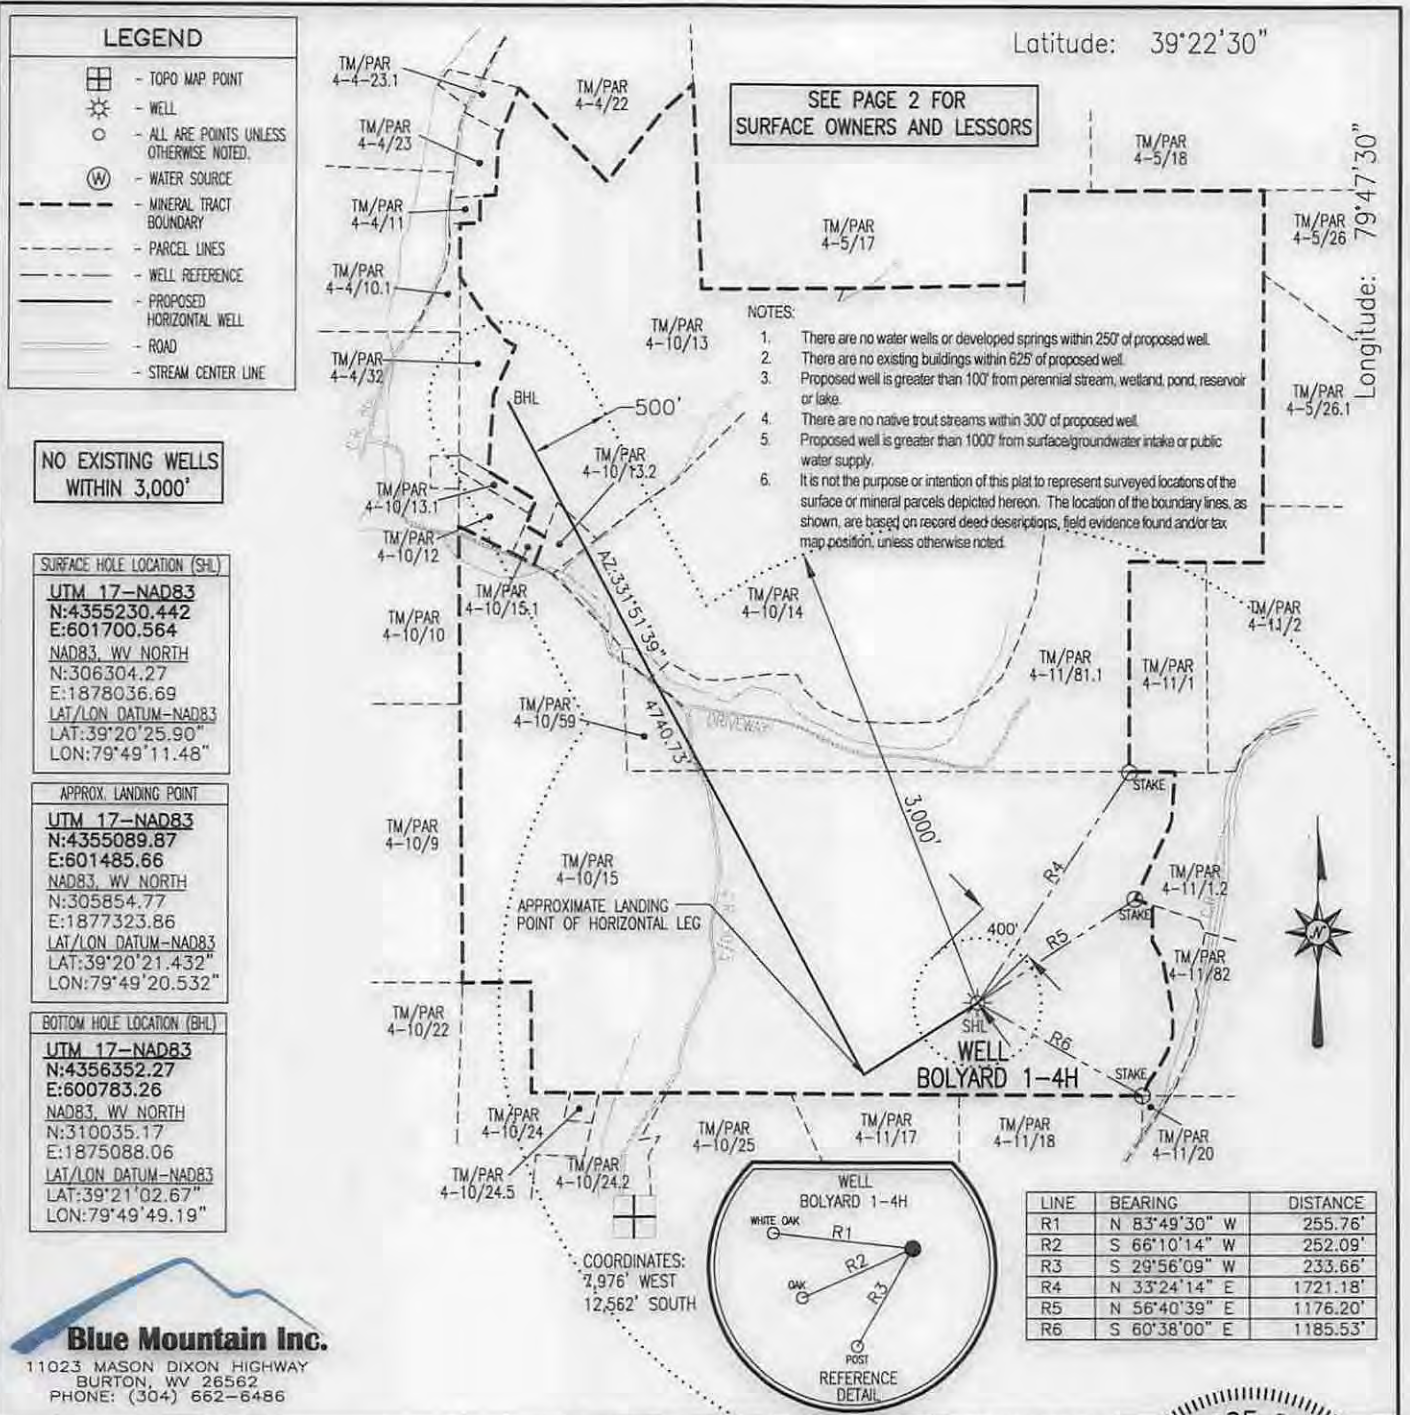 LEGEND
- TOPO MAP POINT
- WELL
- ALL ARE POINTS UNLESS
OTHERWISE NOTED.
W - WATER SOURCE
- MINERAL TRACT
BOUNDARY
- PARCEL LINES
- WELL REFERENCE
- PROPOSED
HORIZONTAL WELL
- ROAD
- STREAM CENTER LINE
Latitude: 39°22'30"
Longitude: 79°47'30"
SEE PAGE 2 FOR
SURFACE OWNERS AND LESSORS
TM/PAR
4-4-23.1
TM/PAR
4-4/22
TM/PAR
4-4/23
TM/PAR
4-5/18
TM/PAR
4-4/11
TM/PAR
4-5/17
TM/PAR
4-5/26
TM/PAR
4-4/10.1
TM/PAR
4-10/13
TM/PAR
4-4/32
TM/PAR
4-5/26.1
NOTES:
1. There are no water wells or developed springs within 250' of proposed well.
2. There are no existing buildings within 625' of proposed well.
3. Proposed well is greater than 100' from perennial stream, wetland, pond, reservoir
or lake.
4. There are no native trout streams within 300' of proposed well.
5. Proposed well is greater than 1000' from surface/groundwater intake or public
water supply.
6. It is not the purpose or intention of this plat to represent surveyed locations of the
surface or mineral parcels depicted hereon. The location of the boundary lines, as
shown, are based on record deed descriptions, field evidence found and/or tax
map position, unless otherwise noted.
BHL
500'
C.R.
NO EXISTING WELLS
WITHIN 3,000'
TM/PAR
4-10/13.2
TM/PAR
4-10/13.1
TM/PAR
4-10/12
TM/PAR
4-10/15.1
TM/PAR
4-10/10
TM/PAR
4-10/14
TM/PAR
4-11/2
TM/PAR
4-11/81.1
TM/PAR
4-11/1
AZ:331°51'39"
4740.73'
TM/PAR
4-10/59
DRIVEWAY
3,000'
STAKE
SURFACE HOLE LOCATION (SHL)
UTM 17-NAD83
N:4355230.442
E:601700.564
NAD83, WV NORTH
N:306304.27
E:1878036.69
LAT/LON DATUM-NAD83
LAT:39°20'25.90"
LON:79°49'11.48"
APPROX. LANDING POINT
UTM 17-NAD83
N:4355089.87
E:601485.66
NAD83, WV NORTH
N:305854.77
E:1877323.86
LAT/LON DATUM-NAD83
LAT:39°20'21.432"
LON:79°49'20.532"
BOTTOM HOLE LOCATION (BHL)
UTM 17-NAD83
N:4356352.27
E:600783.26
NAD83, WV NORTH
N:310035.17
E:1875088.06
LAT/LON DATUM-NAD83
LAT:39°21'02.67"
LON:79°49'49.19"
TM/PAR
4-10/9
TM/PAR
4-10/15
APPROXIMATE LANDING
POINT OF HORIZONTAL LEG
R4
TM/PAR
4-11/1.2
STAKE
400'
R5
C.R.
TM/PAR
4-11/82
N
TM/PAR
4-10/22
SHL
R6
WELL
BOLYARD 1-4H
STAKE
TM/PAR
4-10/24
TM/PAR
4-10/25
TM/PAR
4-11/17
TM/PAR
4-11/18
TM/PAR
4-11/20
TM/PAR
4-10/24.5
TM/PAR
4-10/24.2
COORDINATES:
7,976' WEST
12,562' SOUTH
WELL
BOLYARD 1-4H
WHITE OAK
R1
R2
OAK
R3
POST
REFERENCE
DETAIL
LINE BEARING DISTANCE
R1 N 83°49'30" W 255.76'
R2 S 66°10'14" W 252.09'
R3 S 29°56'09" W 233.66'
R4 N 33°24'14" E 1721.18'
R5 N 56°40'39" E 1176.20'
R6 S 60°38'00" E 1185.53'
Blue Mountain Inc.
11023 MASON DIXON HIGHWAY
BURTON, WV 26562
PHONE: (304) 662-6486